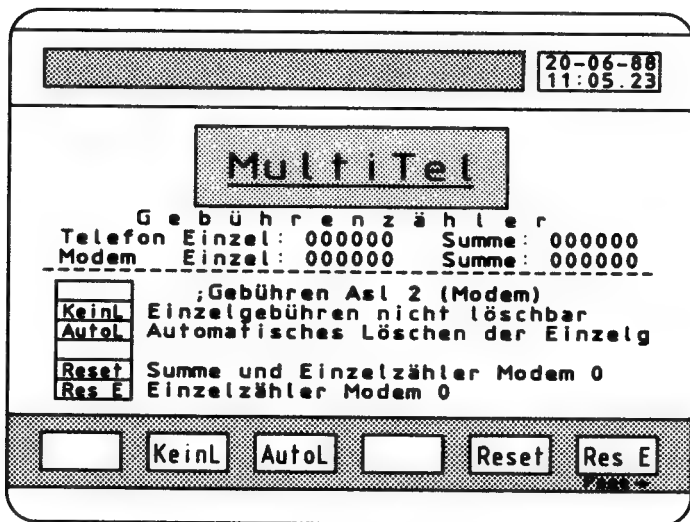 20-06-88
11:05.23
MultiTel
Gebührenzähler
Telefon Einzel: 000000 Summe: 000000
Modem Einzel: 000000 Summe: 000000
;Gebühren Asl 2 (Modem)
KeinL Einzelgebühren nicht löschbar
AutoL Automatisches Löschen der Einzelg
Reset Summe und Einzelzähler Modem 0
Res E Einzelzähler Modem 0
KeinL AutoL Reset Res E